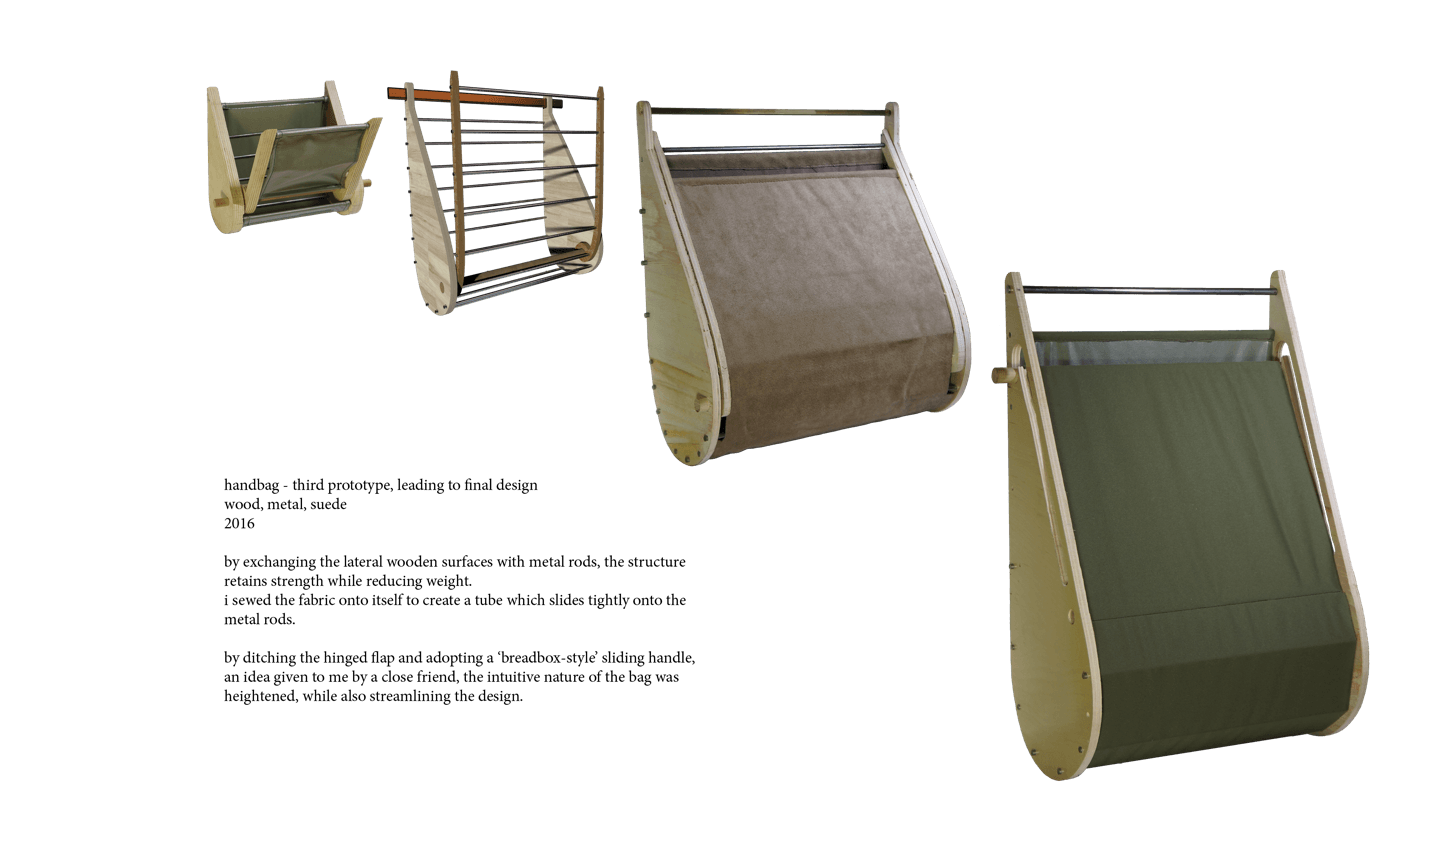 handbag - third prototype, leading to final design
wood, metal, suede
2016
by exchanging the lateral wooden surfaces with metal rods, the structure
retains strength while reducing weight.
i sewed the fabric onto itself to create a tube which slides tightly onto the
metal rods.
by ditching the hinged flap and adopting a ‘breadbox-style’ sliding handle,
an idea given to me by a close friend, the intuitive nature of the bag was
heightened, while also streamlining the design.